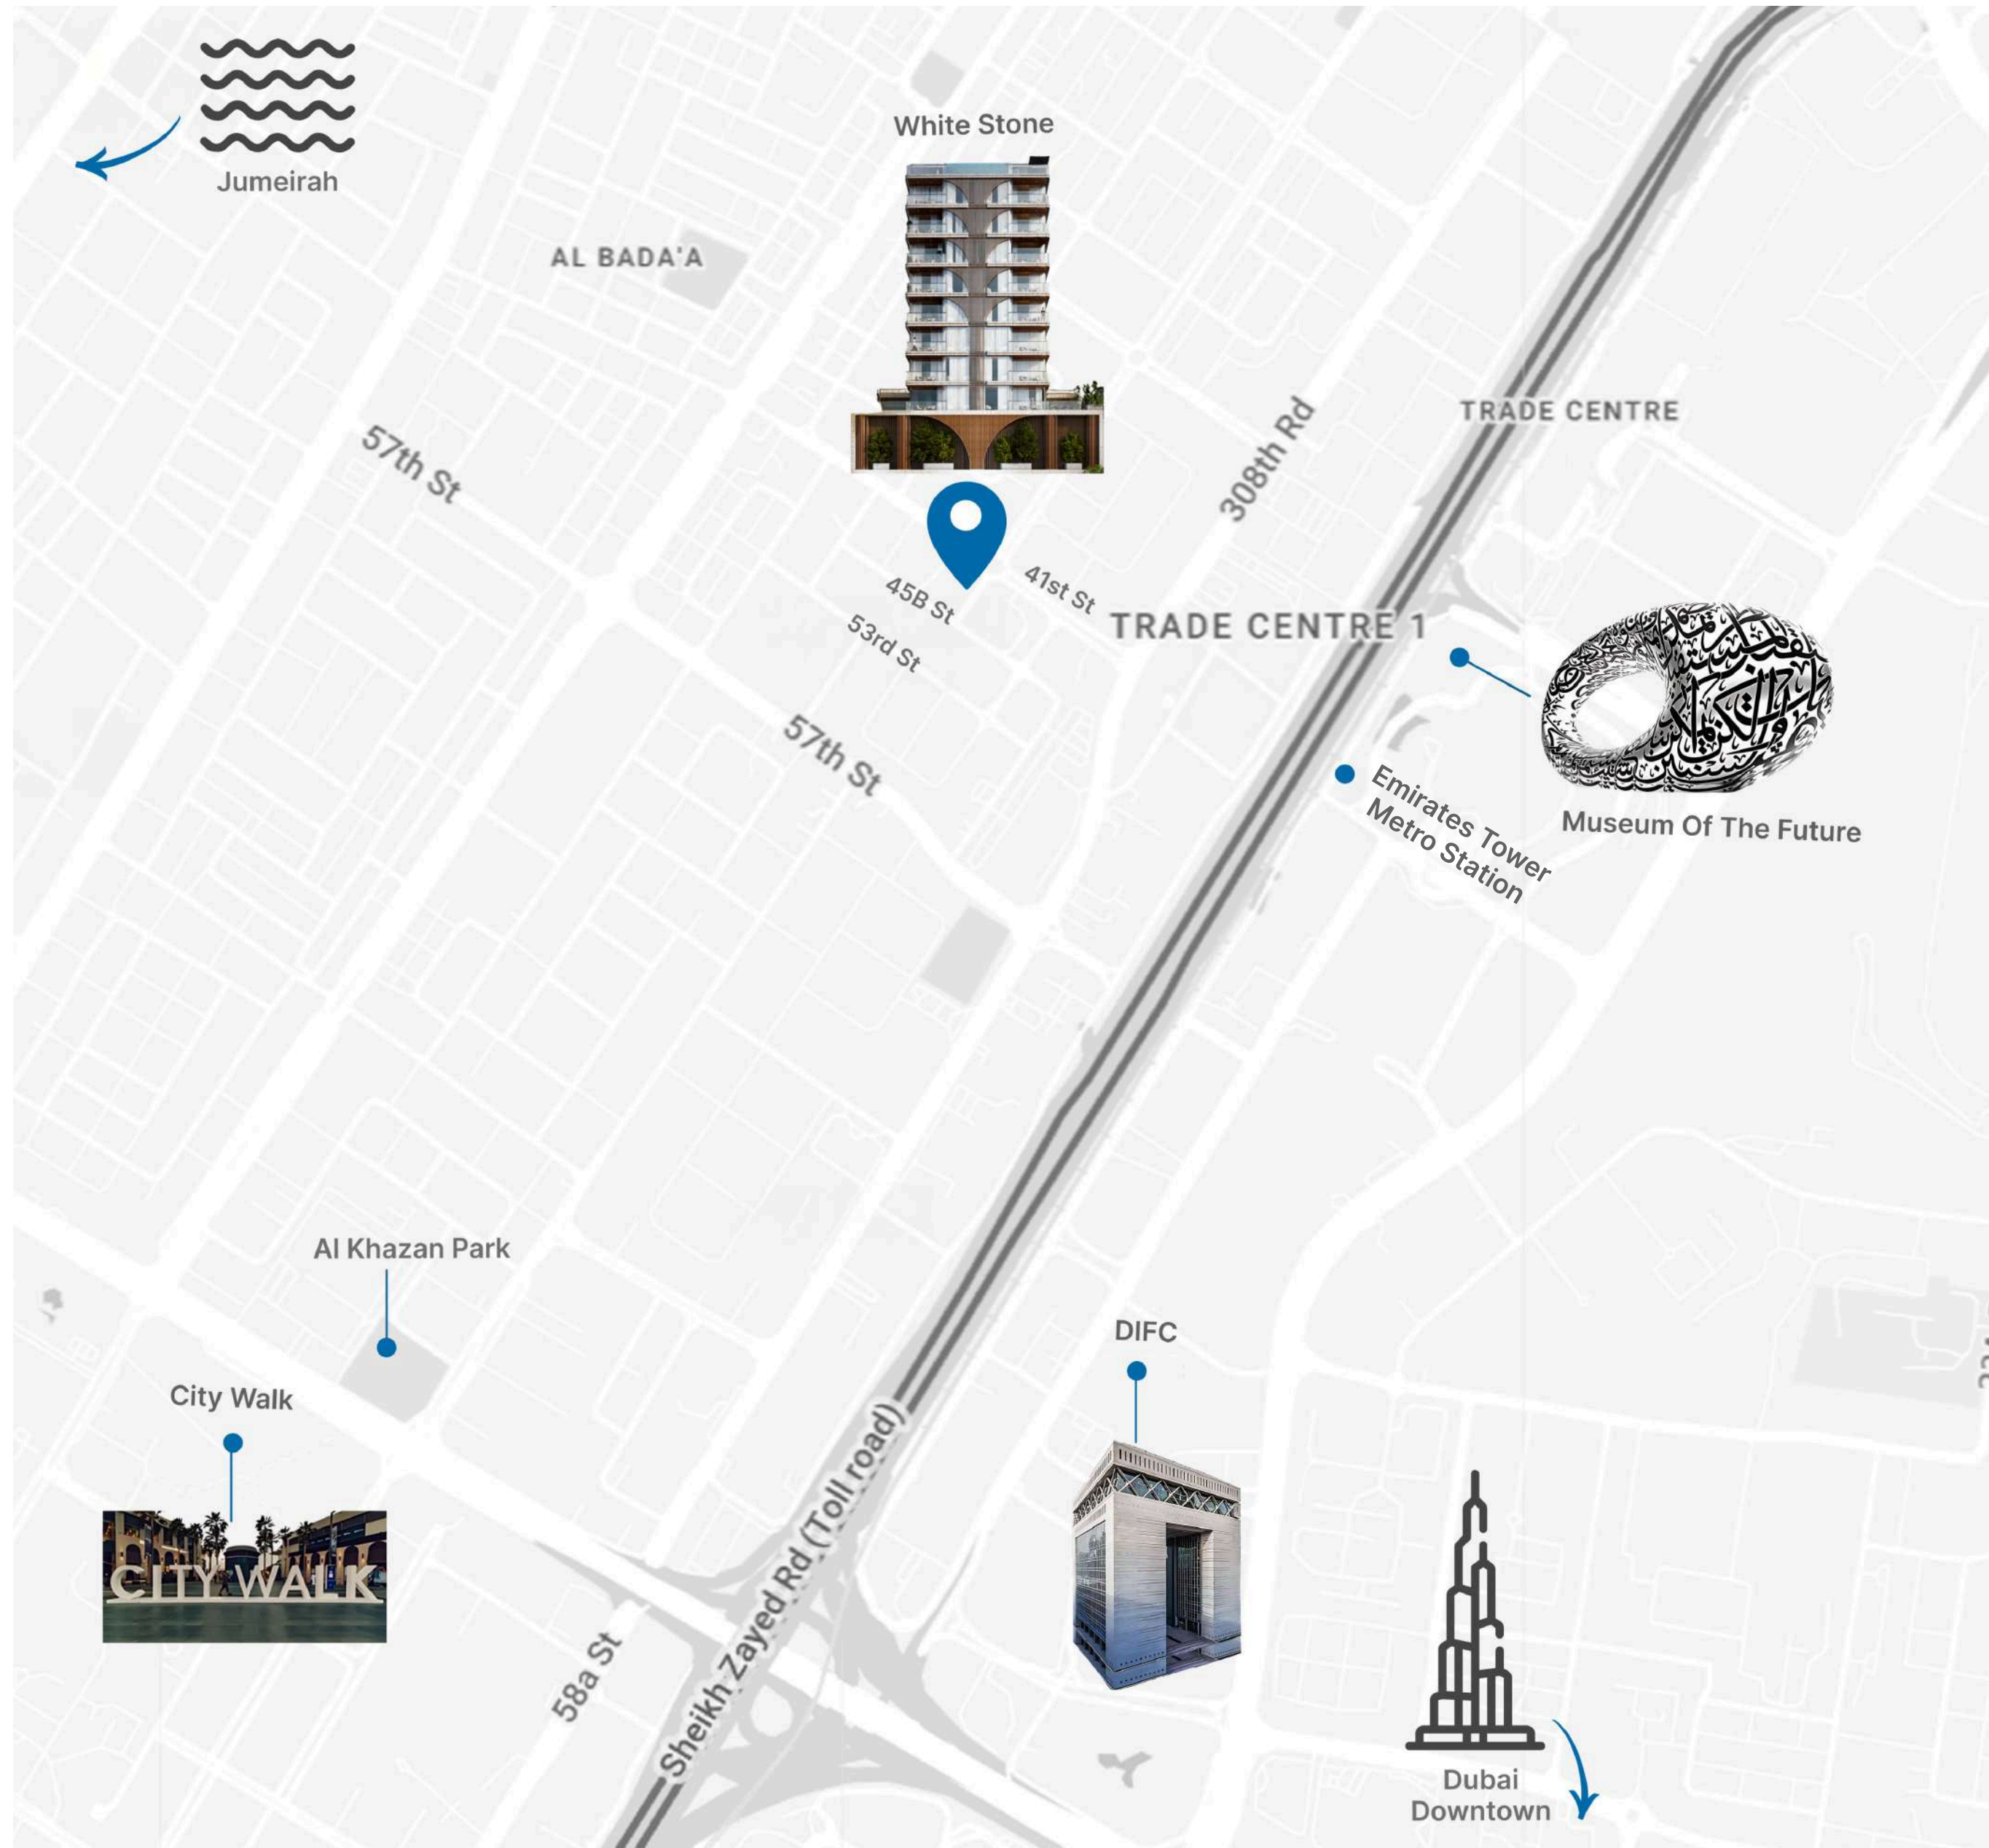 White Stone
Jumeirah
AL BADA'A
TRADE CENTRE
308th Rd
57th St
41st St
45B St
TRADE CENTRE 1
53rd St
57th St
Emirates Tower
Metro Station
Museum Of The Future
Al Khazan Park
DIFC
City Walk
CITY WALK
Sheikh Zayed Rd (Toll road)
58a St
Dubai
Downtown